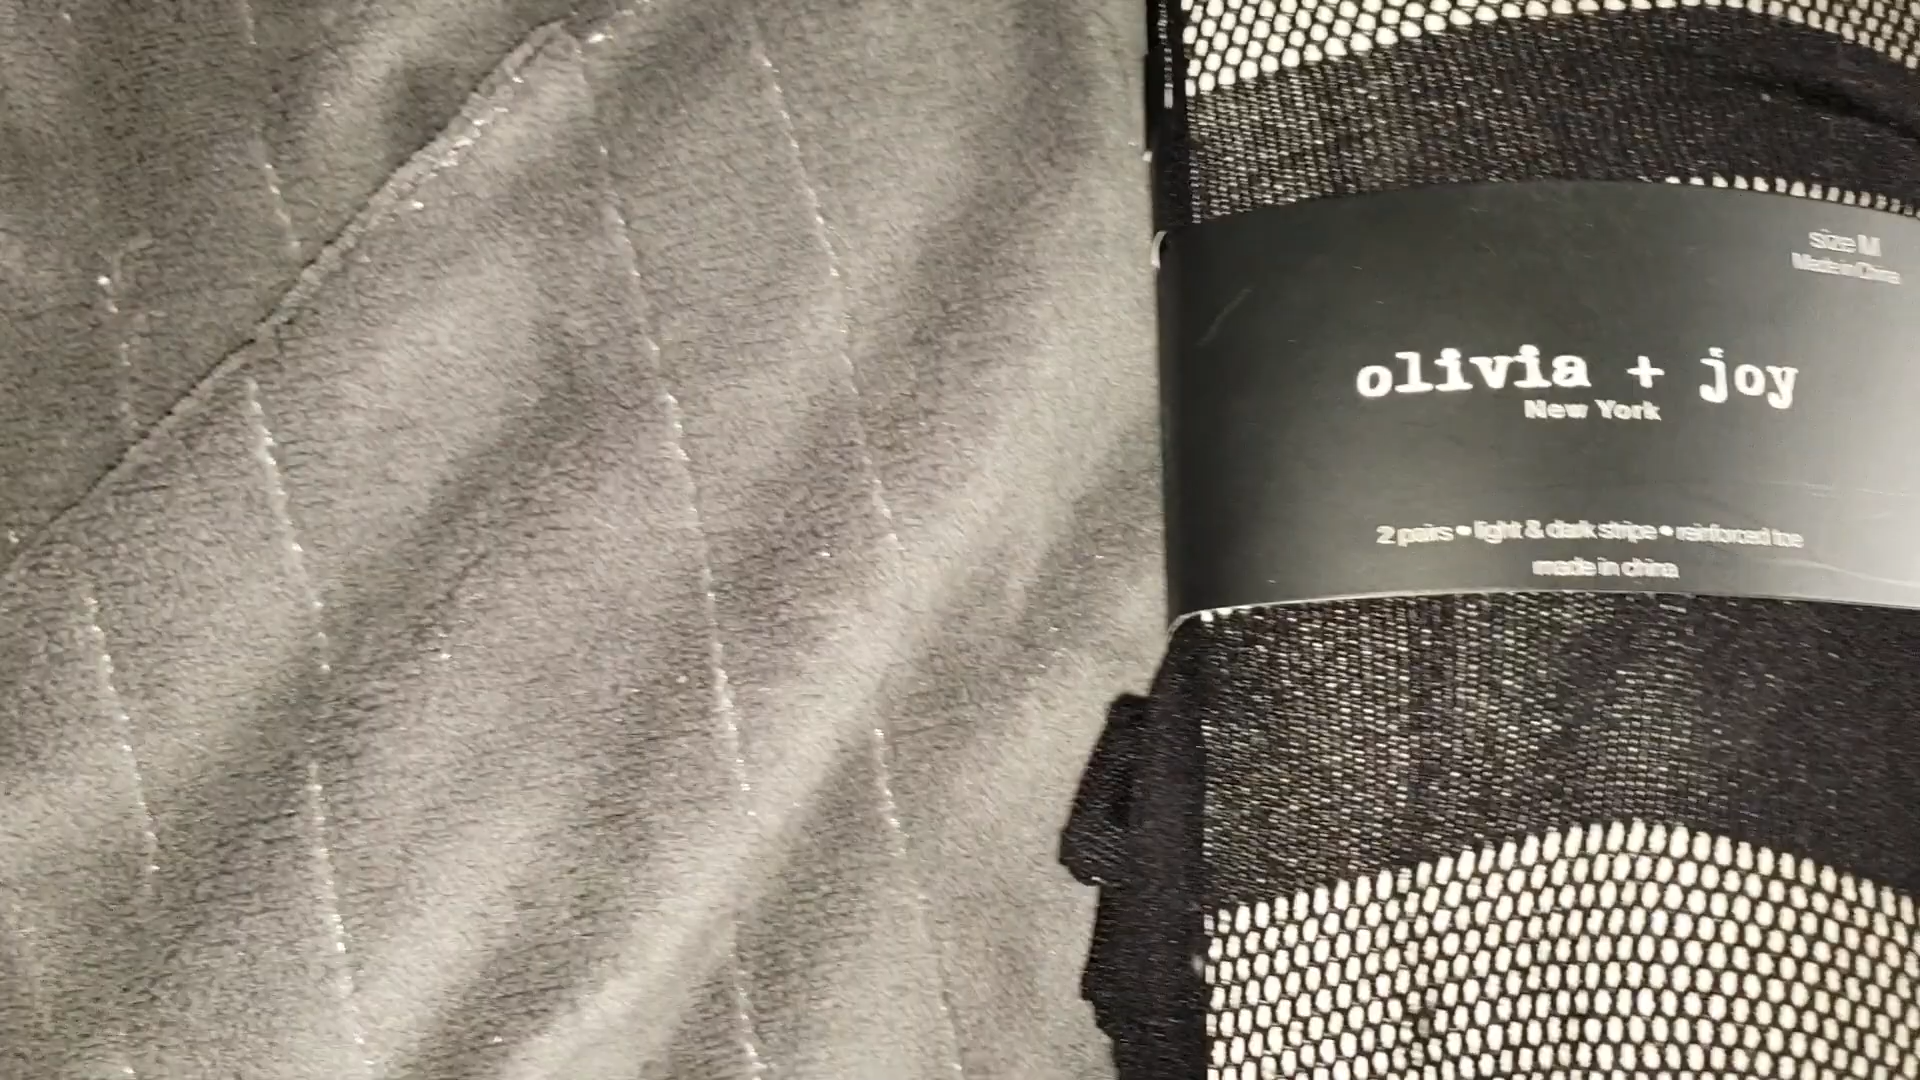 size M
Made in China
olivia + joy
New York
2 pairs • light & dark stripe • reinforced toe
made in china